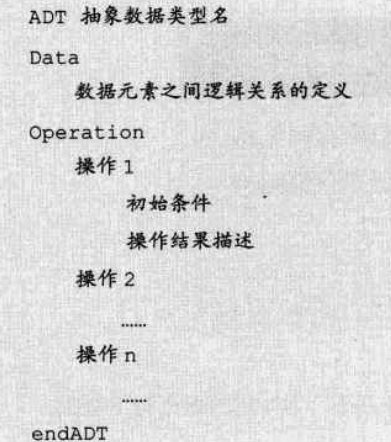 ADT 抽象数据类型名
Data
数据元素之间逻辑关系的定义
Operation
操作1
初始条件
操作结果描述
操作2
……
操作n
……
endADT